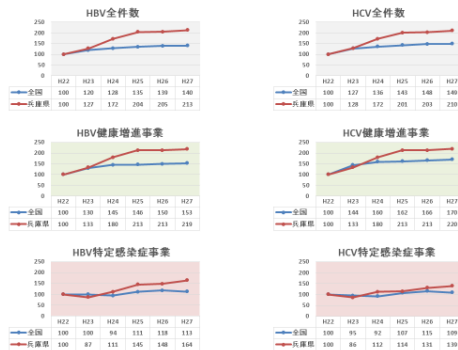 HBV全件数
250
200
150
100
50
0
H22 H23 H24 H25 H26 H27
全国 100 120 128 135 139 140
兵庫県 100 127 172 204 205 213
HCV全件数
250
200
150
100
50
0
H22 H23 H24 H25 H26 H27
全国 100 127 136 143 148 149
兵庫県 100 128 172 201 203 210
HBV健康増進事業
250
200
150
100
50
0
H22 H23 H24 H25 H26 H27
全国 100 130 145 146 150 153
兵庫県 100 133 180 213 213 219
HCV健康増進事業
250
200
150
100
50
0
H22 H23 H24 H25 H26 H27
全国 100 144 160 162 166 170
兵庫県 100 133 180 213 213 220
HBV特定感染症事業
250
200
150
100
50
0
H22 H23 H24 H25 H26 H27
全国 100 100 94 111 118 113
兵庫県 100 87 111 145 148 164
HCV特定感染症事業
250
200
150
100
50
0
H22 H23 H24 H25 H26 H27
全国 100 95 92 107 115 109
兵庫県 100 86 112 114 131 139